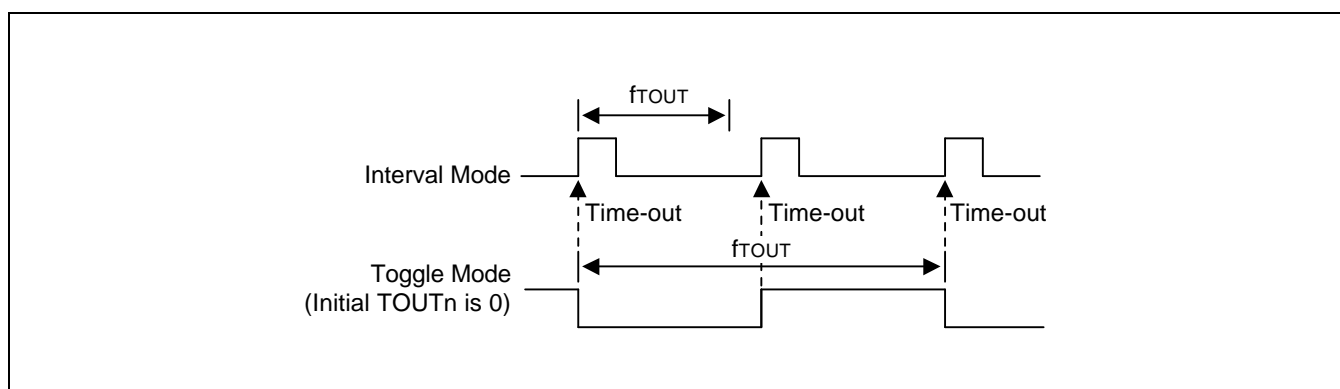 fTOUT
Interval Mode
Time-out Time-out Time-out
fTOUT
Toggle Mode
(Initial TOUTn is 0)